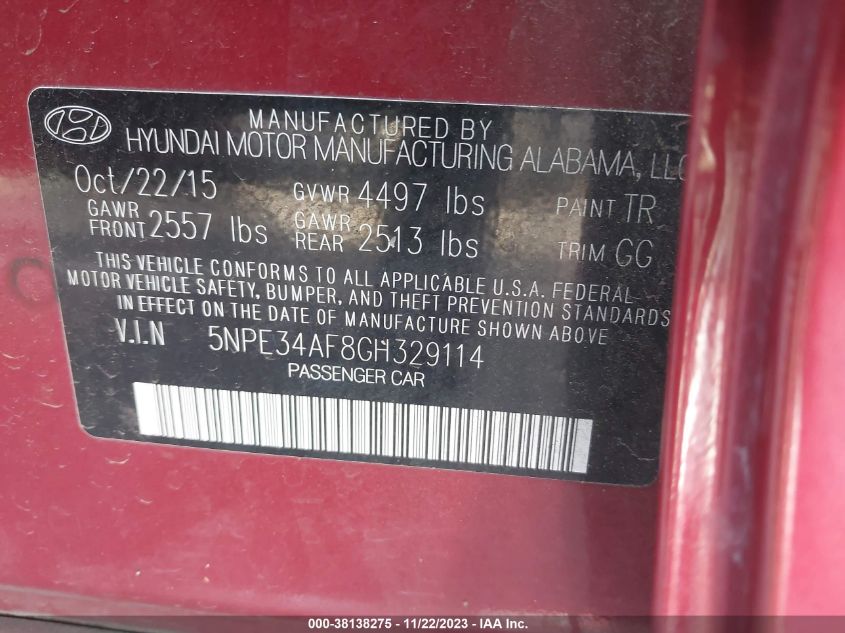 MANUFACTURED BY
HYUNDAI MOTOR MANUFACTURING ALABAMA, LLC
Oct/22/15 GVWR 4497 lbs PAINT TR
GAWR FRONT 2557 lbs GAWR REAR 2513 lbs TRIM GG
THIS VEHICLE CONFORMS TO ALL APPLICABLE U.S.A. FEDERAL
MOTOR VEHICLE SAFETY, BUMPER, AND THEFT PREVENTION STANDARDS
IN EFFECT ON THE DATE OF MANUFACTURE SHOWN ABOVE
V.I.N 5NPE34AF8GH329114
PASSENGER CAR
000-38138275 - 11/22/2023 - IAA Inc.